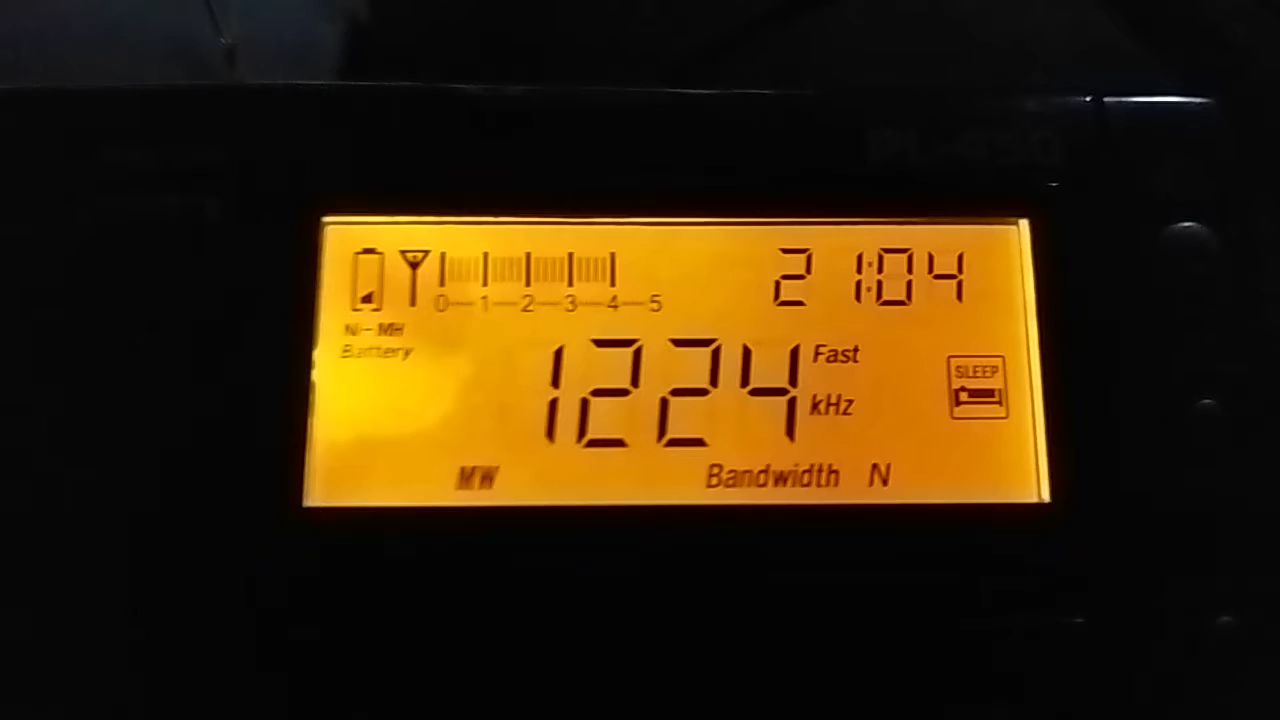 21:04
0 1 2 3 4 5
Ni-MH
Battery
1224
Fast
kHz
SLEEP
MW
Bandwidth N